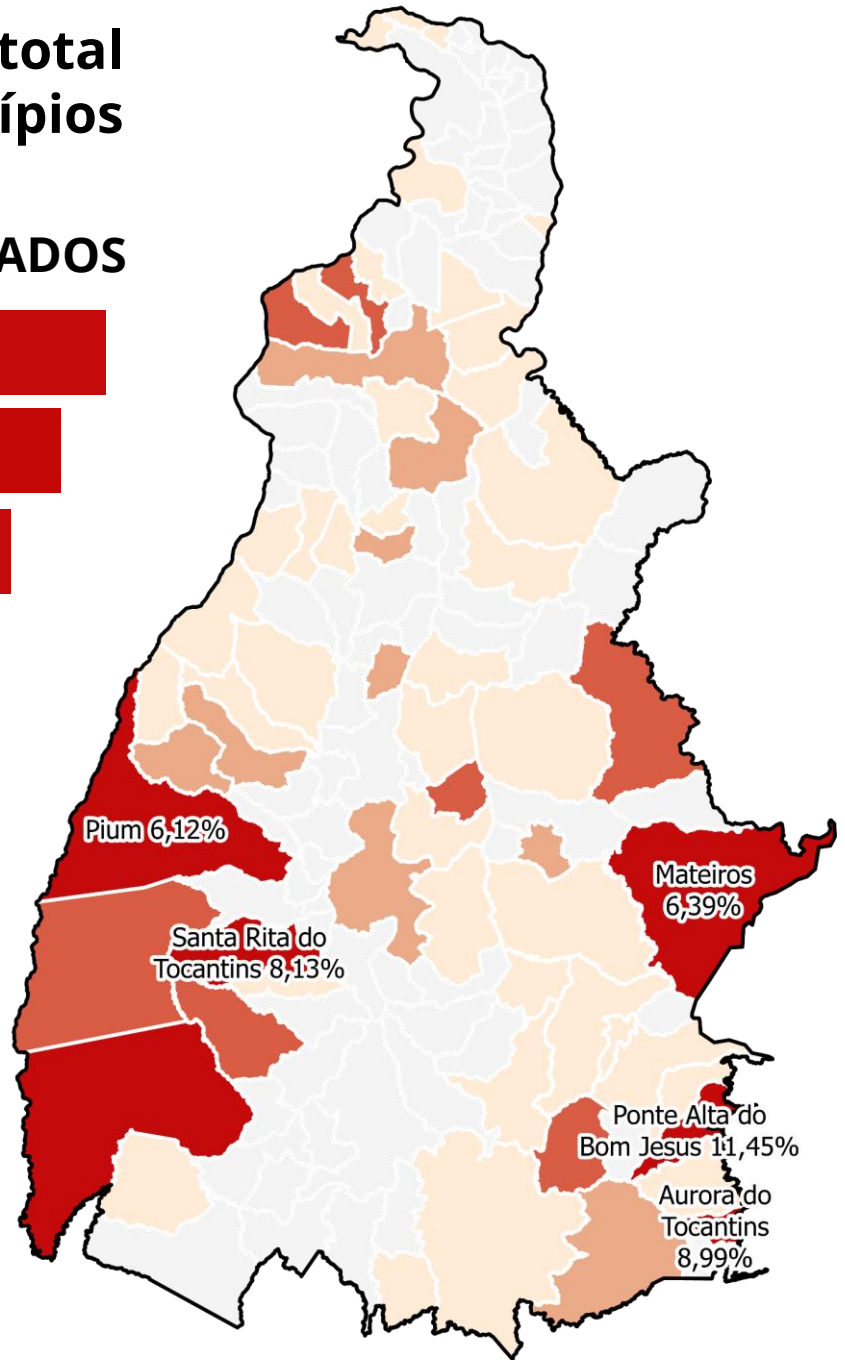 total
ípios
ADOS
Pium 6,12%
Mateiros
6,39%
Santa Rita do
Tocantins 8,13%
Ponte Alta do
Bom Jesus 11,45%
Aurora do
Tocantins
8,99%